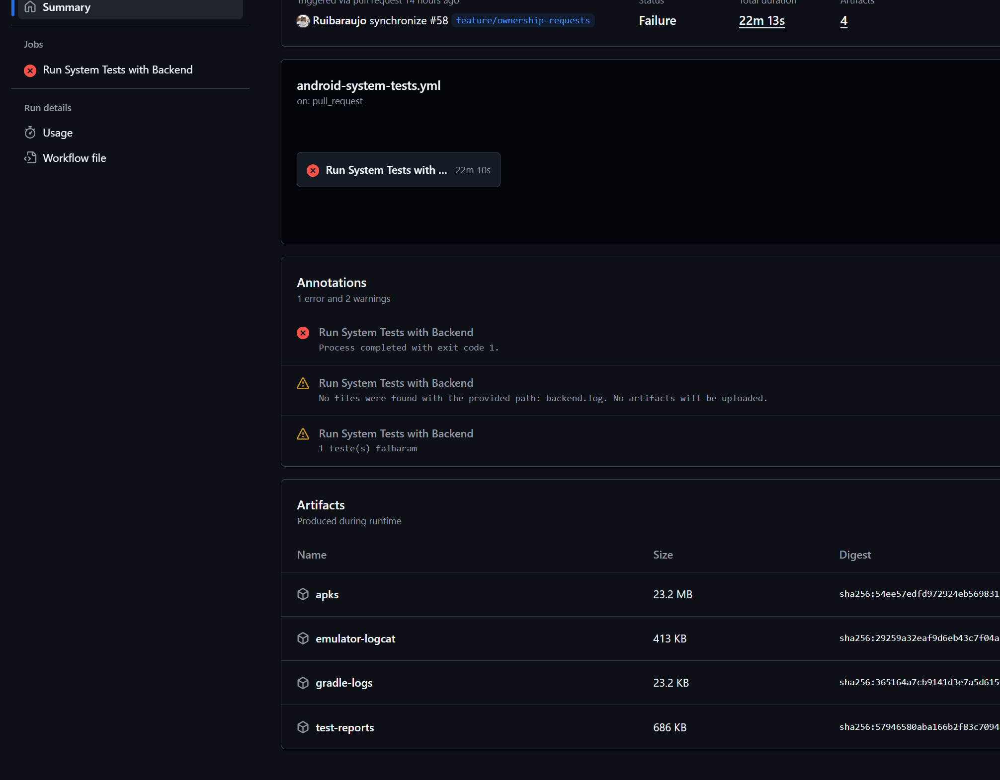 Summary
Jobs
Run System Tests with Backend
Run details
Usage
Workflow file
Triggered via pull request 14 hours ago
Ruibaraujo synchronize #58 feature/ownership-requests
Status
Failure
Total duration
22m 13s
Artifacts
4
android-system-tests.yml
on: pull_request
Run System Tests with ... 22m 10s
Annotations
1 error and 2 warnings
Run System Tests with Backend
Process completed with exit code 1.
Run System Tests with Backend
No files were found with the provided path: backend.log. No artifacts will be uploaded.
Run System Tests with Backend
1 teste(s) falharam
Artifacts
Produced during runtime
Name Size Digest
apks 23.2 MB sha256:54ee57edfd972924eb569831
emulator-logcat 413 KB sha256:29259a32eaf9d6eb43c7f04a
gradle-logs 23.2 KB sha256:365164a7cb9141d3e7a5d615
test-reports 686 KB sha256:57946580aba166b2f83c7094